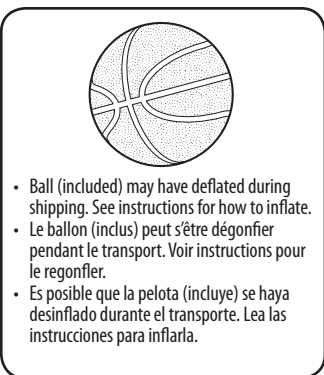 • Ball (included) may have deflated during
shipping. See instructions for how to inflate.
• Le ballon (inclus) peut s'être dégonfier
pendant le transport. Voir instructions pour
le regonfler.
• Es posible que la pelota (incluye) se haya
desinflado durante el transporte. Lea las
instrucciones para inflarla.